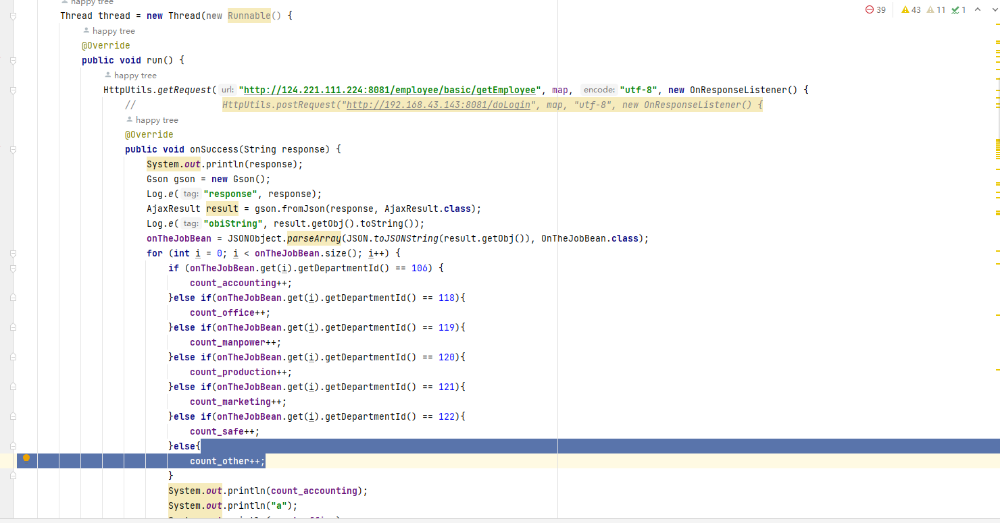 happy tree
Thread thread = new Thread(new Runnable() {
39 43 11 1
happy tree
@Override
public void run() {
happy tree
HttpUtils.getRequest( url: "http://124.221.111.224:8081/employee/basic/getEmployee", map, encode: "utf-8", new OnResponseListener() {
// HttpUtils.postRequest("http://192.168.43.143:8081/doLogin", map, "utf-8", new OnResponseListener() {
happy tree
@Override
public void onSuccess(String response) {
System.out.println(response);
Gson gson = new Gson();
Log.e( tag: "response", response);
AjaxResult result = gson.fromJson(response, AjaxResult.class);
Log.e( tag: "obiString", result.getObj().toString());
onTheJobBean = JSONObject.parseArray(JSON.toJSONString(result.getObj()), OnTheJobBean.class);
for (int i = 0; i < onTheJobBean.size(); i++) {
if (onTheJobBean.get(i).getDepartmentId() == 106) {
count_accounting++;
}else if(onTheJobBean.get(i).getDepartmentId() == 118){
count_office++;
}else if(onTheJobBean.get(i).getDepartmentId() == 119){
count_manpower++;
}else if(onTheJobBean.get(i).getDepartmentId() == 120){
count_production++;
}else if(onTheJobBean.get(i).getDepartmentId() == 121){
count_marketing++;
}else if(onTheJobBean.get(i).getDepartmentId() == 122){
count_safe++;
}else{
count_other++;
}
System.out.println(count_accounting);
System.out.println("a");